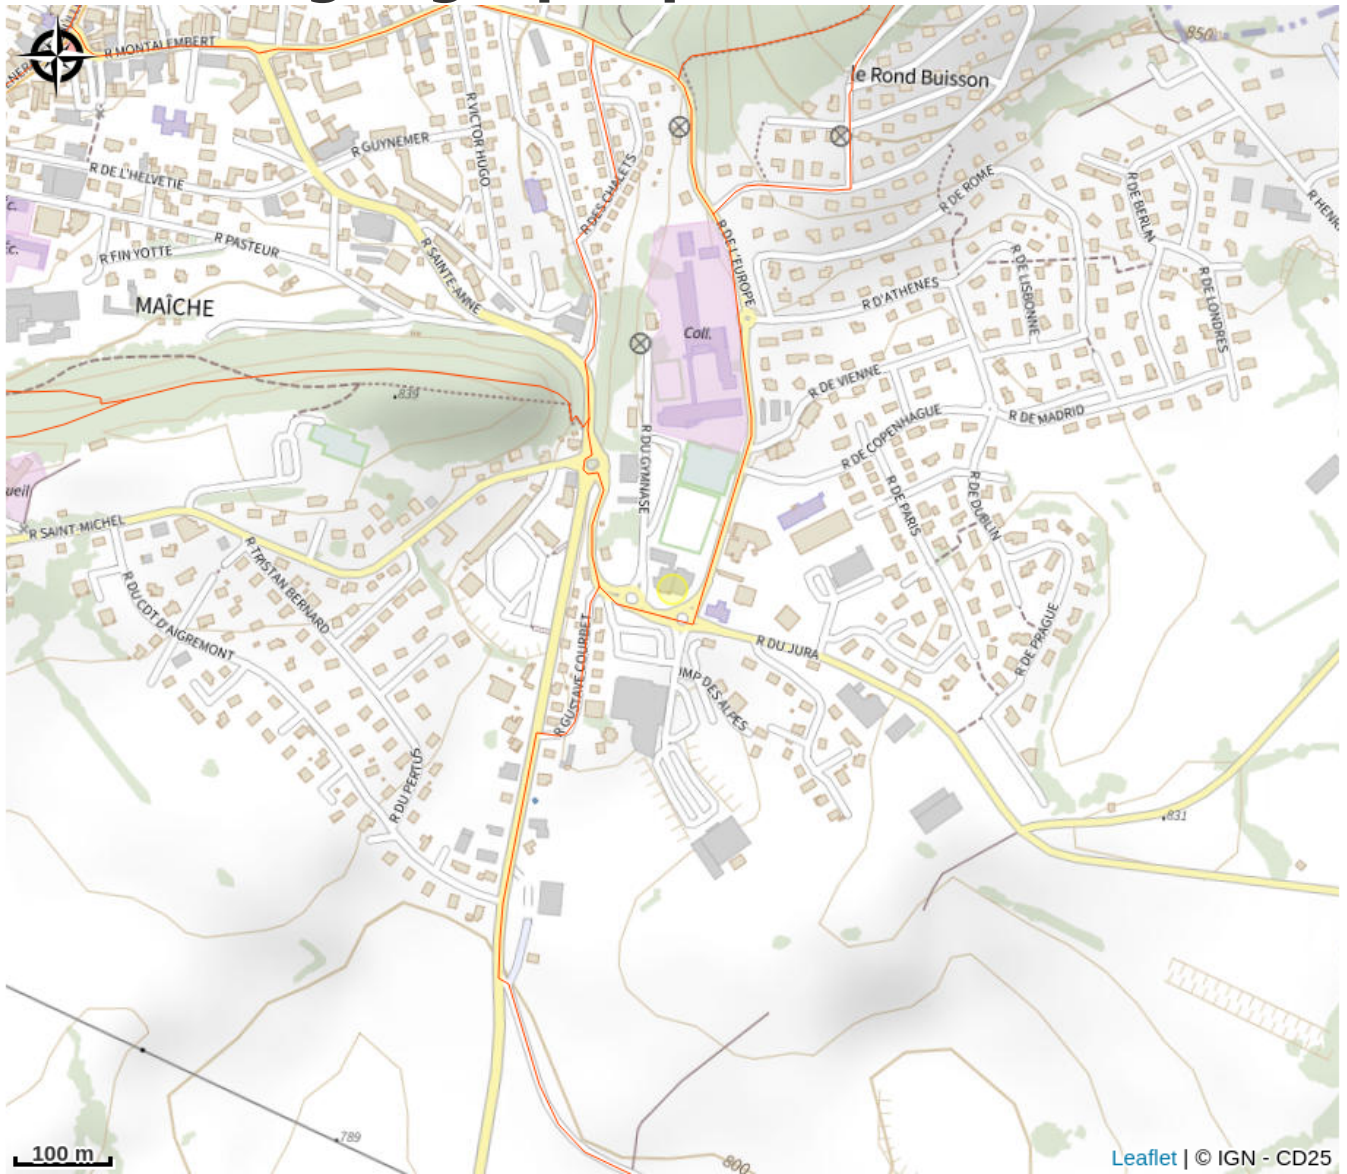 R MONTALEMBERT
850
le Rond Buisson
R VICTOR HUGO
R GUYNEMER
R DE L'HELVETIE
R DES CHALETS
R DE ROME
R DE BERLIN
R PASTEUR
R FIN YOTTE
R SAINTE-ANNE
R DE L'EUROPE
R DE LISBONNE
R DE LONDRES
R D'ATHENES
MAÎCHE
Coll.
839
R DE VIENNE
R DE COPENHAGUE
R DE MADRID
R DU GYMNASE
R DE PARIS
R DE DUBLIN
ueil
R SAINT-MICHEL
R TRISTAN BERNARD
R DU CDT D'AIGREMONT
R GUSTAVE COURBET
R DU JURA
R DE PRAGUE
IMP DES ALPES
R DU PERTUS
831
789
800
100 m
Leaflet | © IGN - CD25